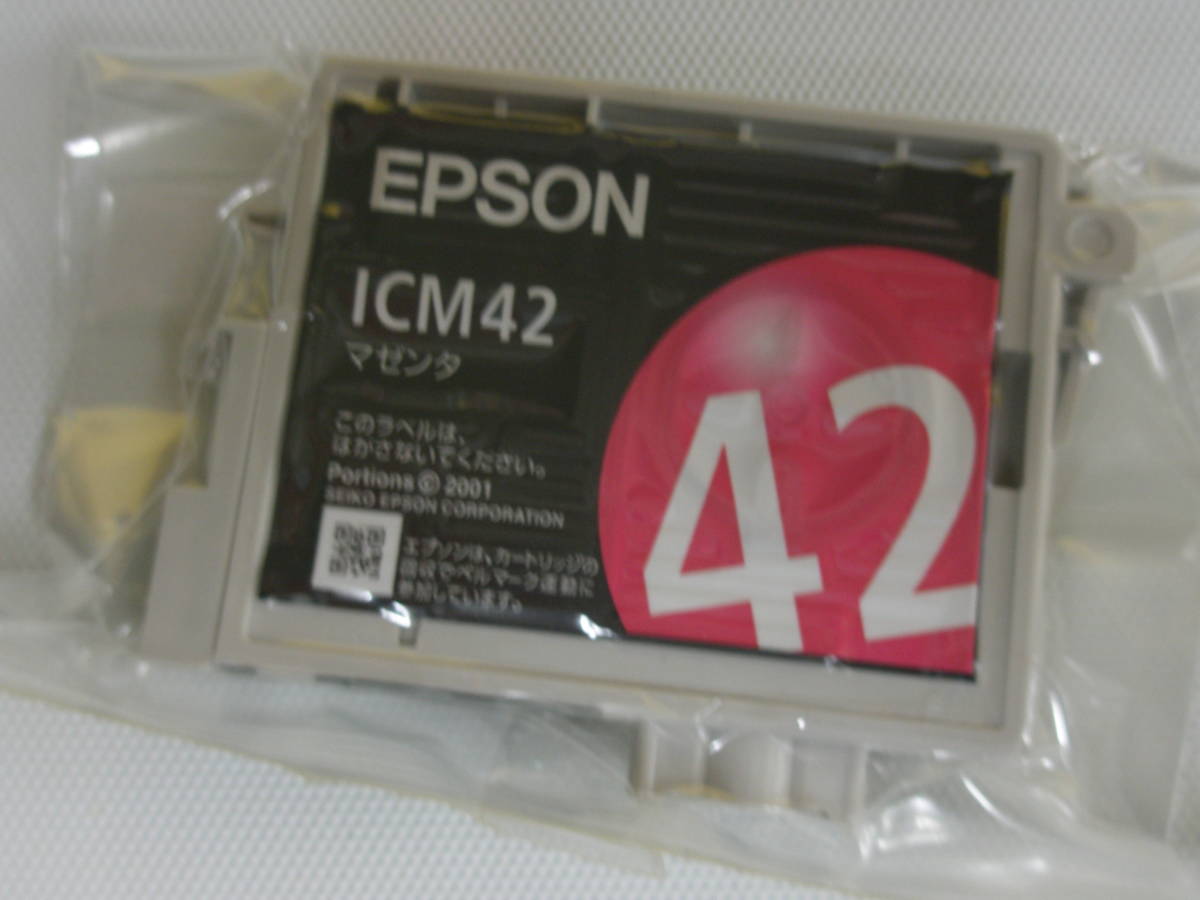 EPSON
ICM42
マゼンタ
このラベルは、
はがさないでください。
Portions © 2001
SEIKO EPSON CORPORATION
エプソンは、カートリッジの
回収でベルマーク運動に
参加しています。
42